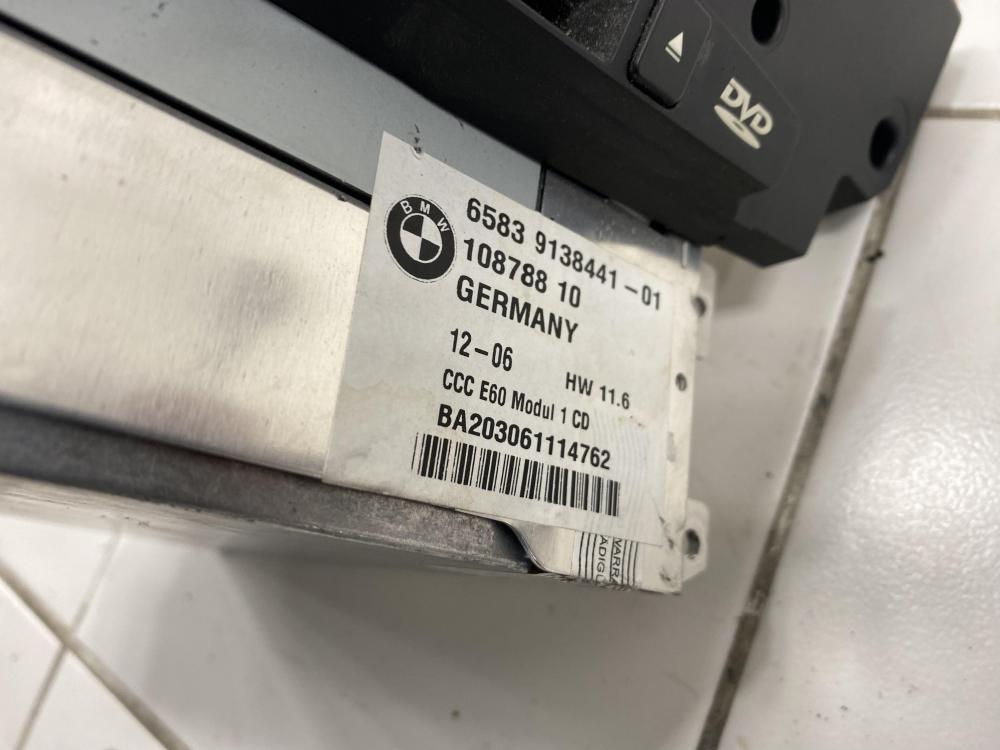 DVD
BMW
6583 9138441-01
108788 10
GERMANY
12-06 HW 11.6
CCC E60 Modul 1 CD
BA203061114762